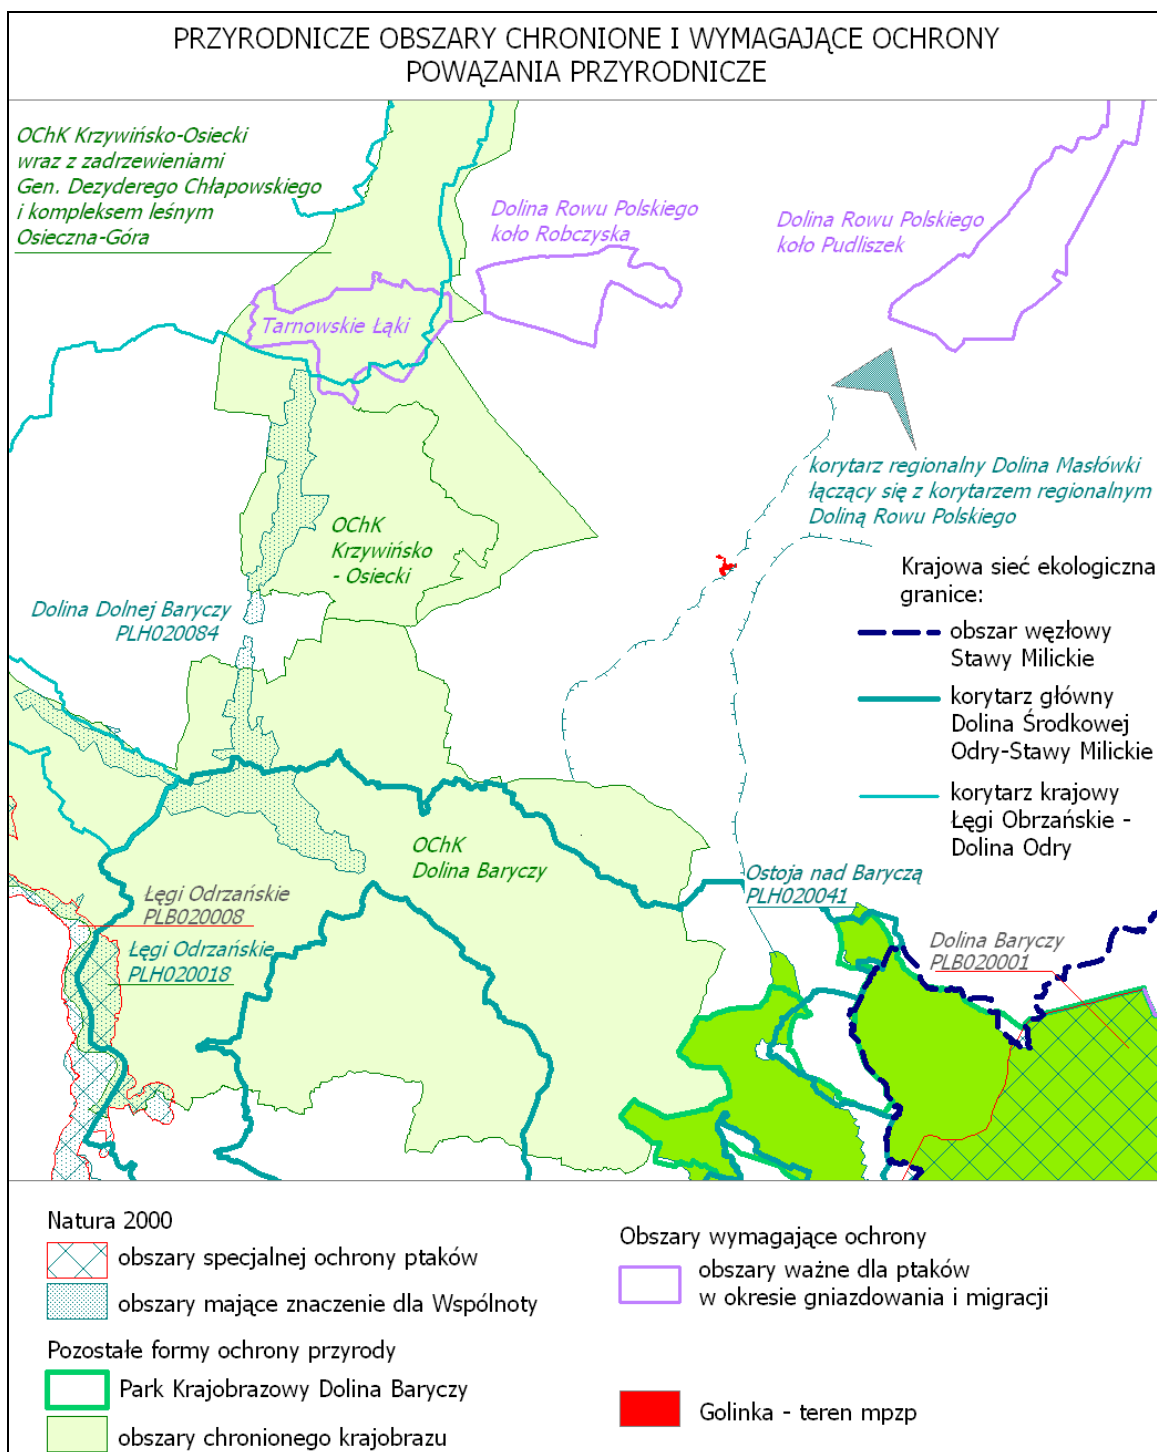 PRZYRODNICZE OBSZARY CHRONIONE I WYMAGAJĄCE OCHRONY
POWĄZANIA PRZYRODNICZE
OChK Krzywińsko-Osiecki
wraz z zadrzewieniami
Gen. Dezyderego Chłapowskiego
i kompleksem leśnym
Osieczna-Góra
Dolina Rowu Polskiego
koło Robczyska
Dolina Rowu Polskiego
koło Pudliszek
Tarnowskie Łąki
korytarz regionalny Dolina Masłówki
łączący się z korytarzem regionalnym
Doliną Rowu Polskiego
OChK
Krzywińsko
- Osiecki
Dolina Dolnej Baryczy
PLH020084
Krajowa sieć ekologiczna
granice:
obszar węzłowy
Stawy Milickie
korytarz główny
Dolina Środkowej
Odry-Stawy Milickie
korytarz krajowy
Łęgi Obrzańskie -
Dolina Odry
OChK
Dolina Baryczy
Ostoja nad Baryczą
PLH020041
Łęgi Odrzańskie
PLB020008
Łęgi Odrzańskie
PLH020018
Dolina Baryczy
PLB020001
Natura 2000
obszary specjalnej ochrony ptaków
obszary mające znaczenie dla Wspólnoty
Pozostałe formy ochrony przyrody
Park Krajobrazowy Dolina Baryczy
obszary chronionego krajobrazu
Obszary wymagające ochrony
obszary ważne dla ptaków
w okresie gniazdowania i migracji
Golinka - teren mpzp